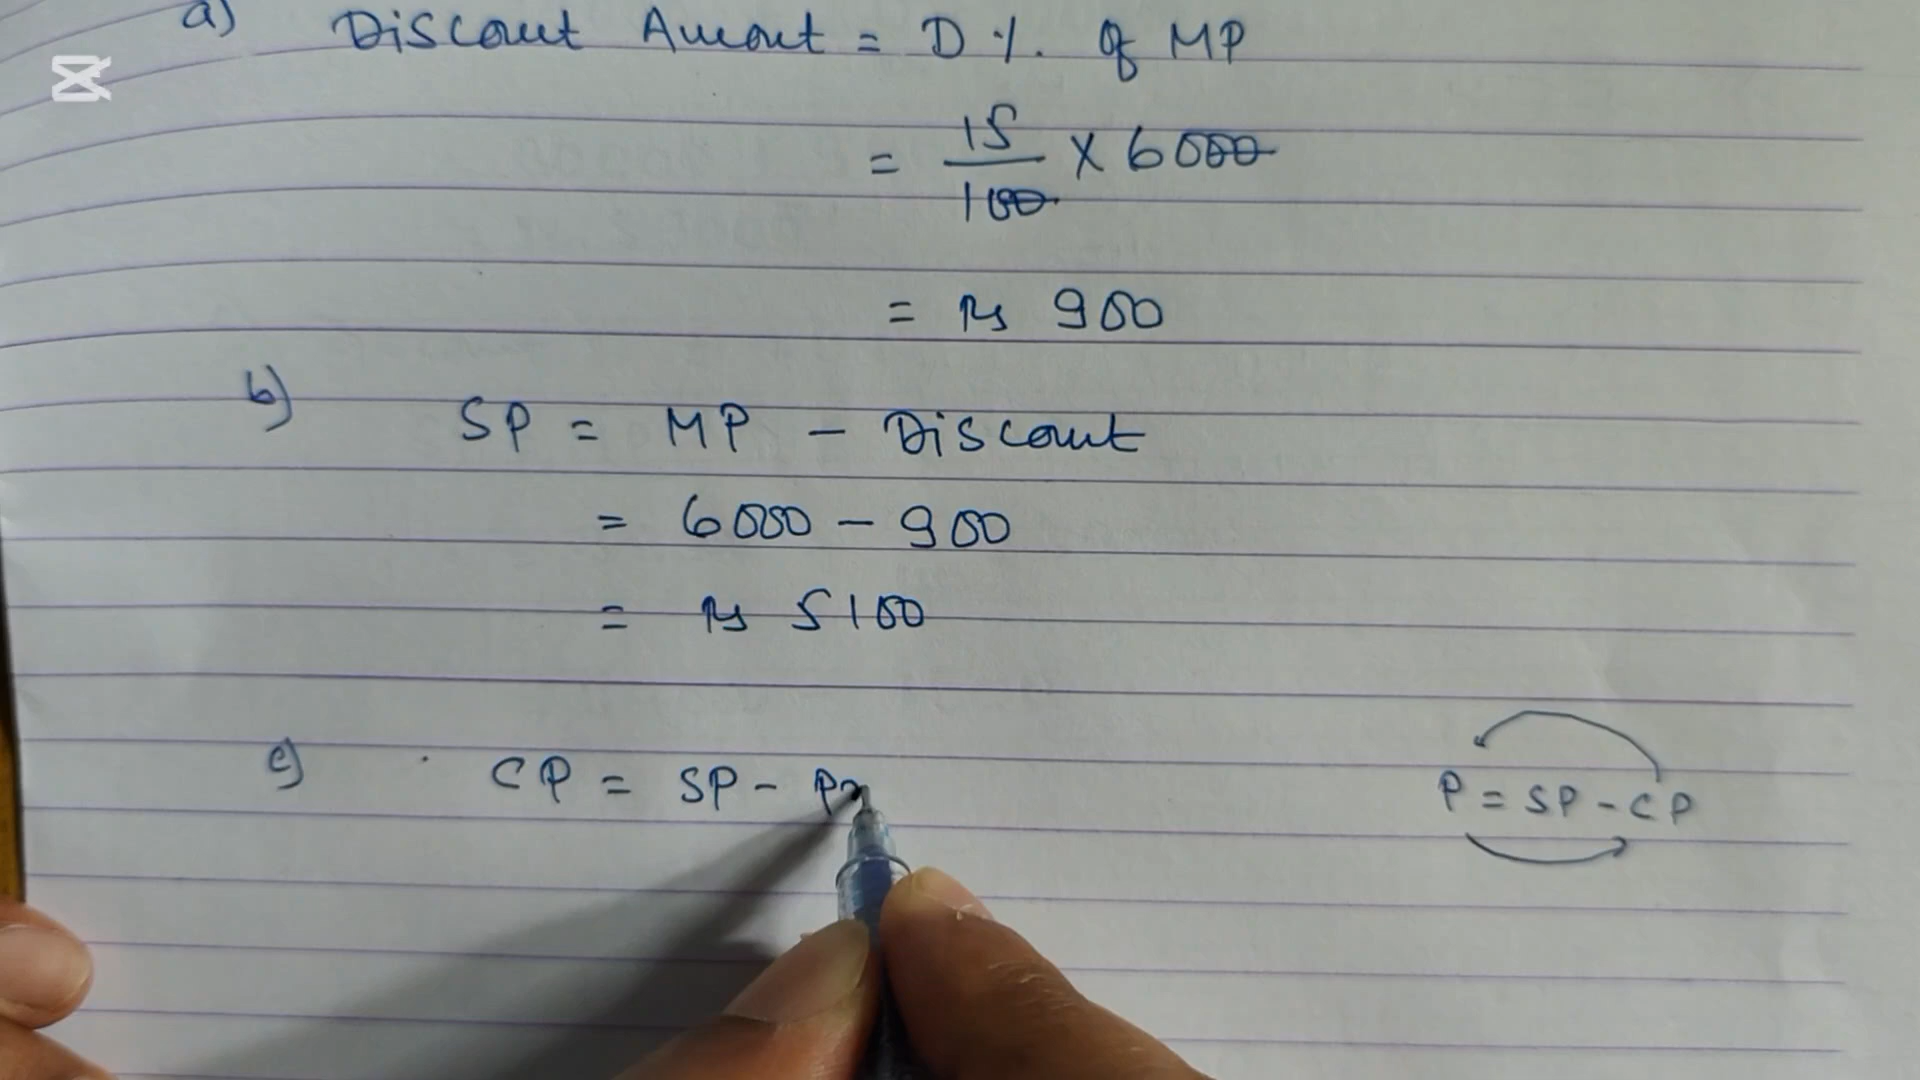 a) Discount Amount = D %. of MP
= 15/100 × 6000
= Rs 900
b) SP = MP - Discount
= 6000 - 900
= Rs 5100
c) CP = SP - Pr
P = SP - CP